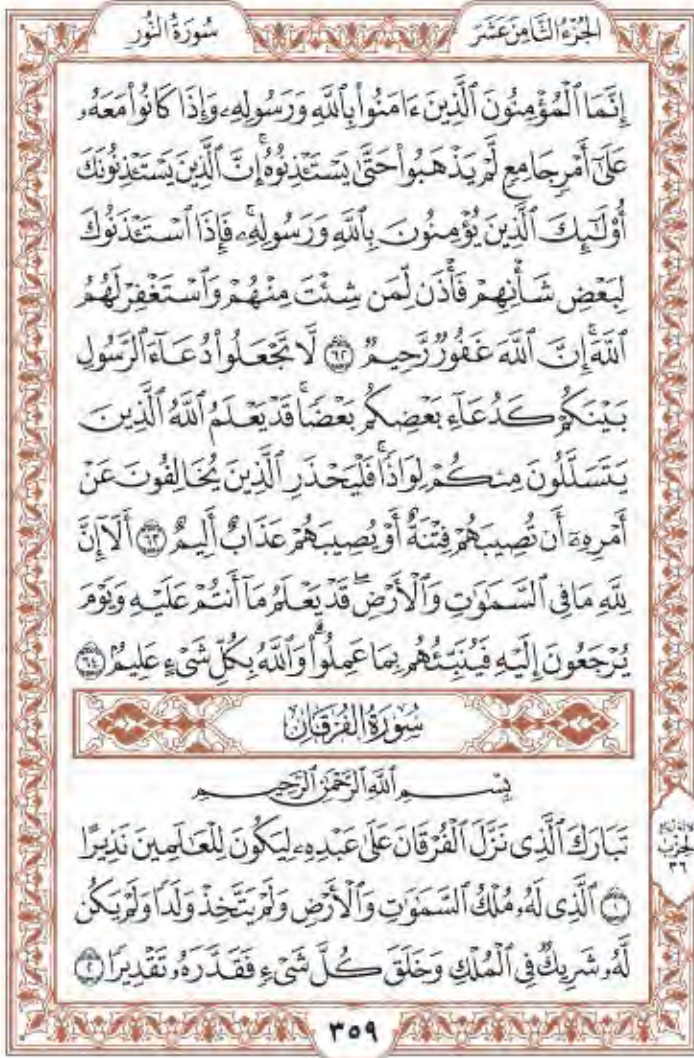 الجزء الثامن عشر
سورة النور
إِنَّمَا ٱلْمُؤْمِنُونَ ٱلَّذِينَ ءَامَنُوا۟ بِٱللَّهِ وَرَسُولِهِۦ وَإِذَا كَانُوا۟ مَعَهُۥ
عَلَىٰٓ أَمْرٍ جَامِعٍ لَّمْ يَذْهَبُوا۟ حَتَّىٰ يَسْتَـْٔذِنُوهُ ۚ إِنَّ ٱلَّذِينَ يَسْتَـْٔذِنُونَكَ
أُو۟لَـٰٓئِكَ ٱلَّذِينَ يُؤْمِنُونَ بِٱللَّهِ وَرَسُولِهِۦ ۚ فَإِذَا ٱسْتَـْٔذَنُوكَ
لِبَعْضِ شَأْنِهِمْ فَأْذَن لِّمَن شِئْتَ مِنْهُمْ وَٱسْتَغْفِرْ لَهُمُ
ٱللَّهَ ۚ إِنَّ ٱللَّهَ غَفُورٌ رَّحِيمٌ ٦٢ لَّا تَجْعَلُوا۟ دُعَآءَ ٱلرَّسُولِ
بَيْنَكُمْ كَدُعَآءِ بَعْضِكُم بَعْضًا ۚ قَدْ يَعْلَمُ ٱللَّهُ ٱلَّذِينَ
يَتَسَلَّلُونَ مِنكُمْ لِوَاذًا ۚ فَلْيَحْذَرِ ٱلَّذِينَ يُخَالِفُونَ عَنْ
أَمْرِهِۦٓ أَن تُصِيبَهُمْ فِتْنَةٌ أَوْ يُصِيبَهُمْ عَذَابٌ أَلِيمٌ ٦٣ أَلَآ إِنَّ
لِلَّهِ مَا فِى ٱلسَّمَـٰوَٰتِ وَٱلْأَرْضِ ۖ قَدْ يَعْلَمُ مَآ أَنتُمْ عَلَيْهِ وَيَوْمَ
يُرْجَعُونَ إِلَيْهِ فَيُنَبِّئُهُم بِمَا عَمِلُوا۟ ۗ وَٱللَّهُ بِكُلِّ شَىْءٍ عَلِيمٌۢ ٦٤
سورة الفرقان
بِسْمِ ٱللَّهِ ٱلرَّحْمَـٰنِ ٱلرَّحِيمِ
تَبَارَكَ ٱلَّذِى نَزَّلَ ٱلْفُرْقَانَ عَلَىٰ عَبْدِهِۦ لِيَكُونَ لِلْعَـٰلَمِينَ نَذِيرًا
١ ٱلَّذِى لَهُۥ مُلْكُ ٱلسَّمَـٰوَٰتِ وَٱلْأَرْضِ وَلَمْ يَتَّخِذْ وَلَدًا وَلَمْ يَكُن
لَّهُۥ شَرِيكٌ فِى ٱلْمُلْكِ وَخَلَقَ كُلَّ شَىْءٍ فَقَدَّرَهُۥ تَقْدِيرًا ٢
الحزب
٣٦
٣٥٩